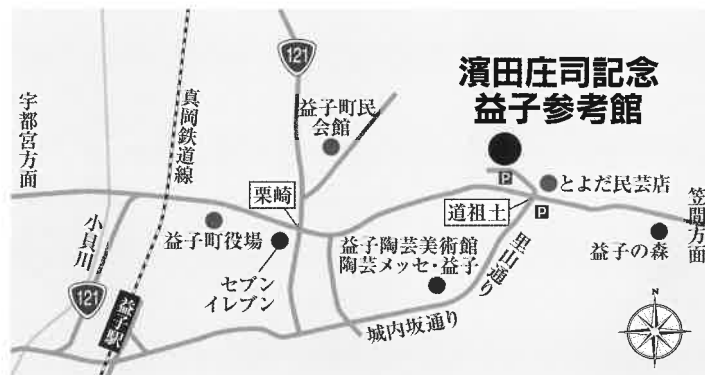 121
濱田庄司記念
益子参考館
宇都宮方面
真岡鉄道線
益子町民
会館
P
とよだ民芸店
栗崎
道祖土
P
笠間方面
小貝川
益子町役場
セブン
イレブン
益子陶芸美術館
陶芸メッセ・益子
里山通り
益子の森
121
益子駅
城内坂通り
N